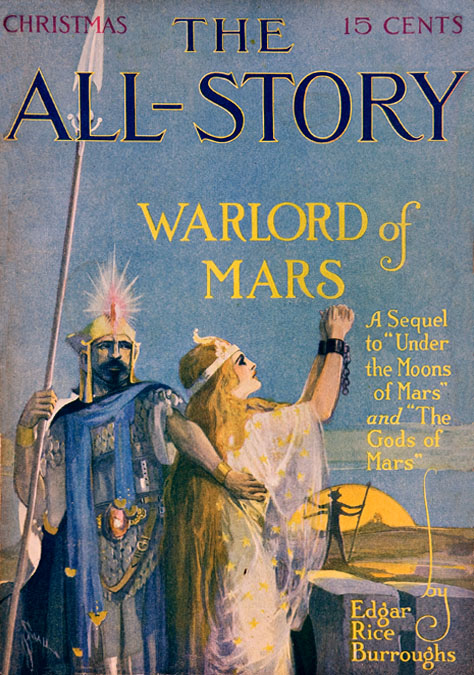 CHRISTMAS
15 CENTS
THE
ALL-STORY
WARLORD of
MARS
A Sequel
to "Under
the Moons
of Mars"
and "The
Gods of
Mars"
by
Edgar
Rice
Burroughs